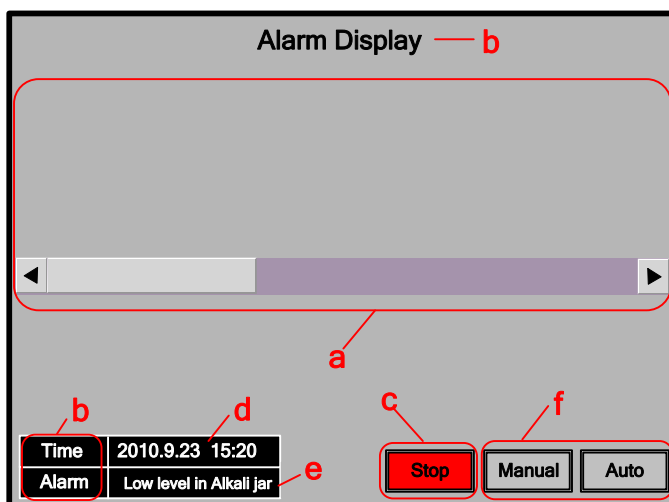 Alarm Display b
a
b d
Time 2010.9.23 15:20
Alarm Low level in Alkali jar e
c f
Stop Manual Auto